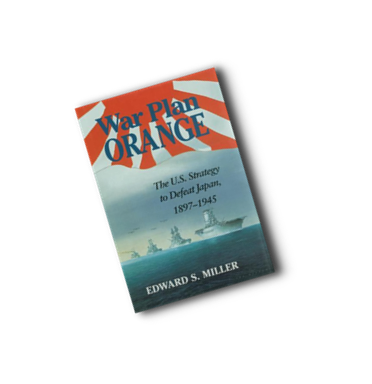 War Plan
ORANGE
The U.S. Strategy
to Defeat Japan,
1897–1945
EDWARD S. MILLER